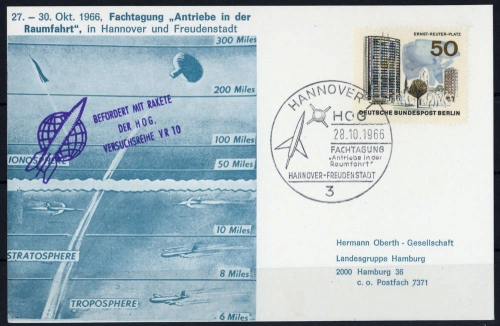 27. – 30. Okt. 1966, Fachtagung „Antriebe in der
Raumfahrt“, in Hannover und Freudenstadt
300 Miles
200 Miles
BEFÖRDERT MIT RAKETE
DER H.O.G.
VERSUCHSREIHE VR 10
100 Miles
IONOSPHERE
50 Miles
10 Miles
STRATOSPHERE
8 Miles
TROPOSPHERE
6 Miles
HANNOVER
HOG
28.10.1966
FACHTAGUNG
„Antriebe in der
Raumfahrt“
HANNOVER-FREUDENSTADT
3
ERNST-REUTER-PLATZ
50
DEUTSCHE BUNDESPOST BERLIN
Hermann Oberth - Gesellschaft
Landesgruppe Hamburg
2000 Hamburg 36
c. o. Postfach 7371